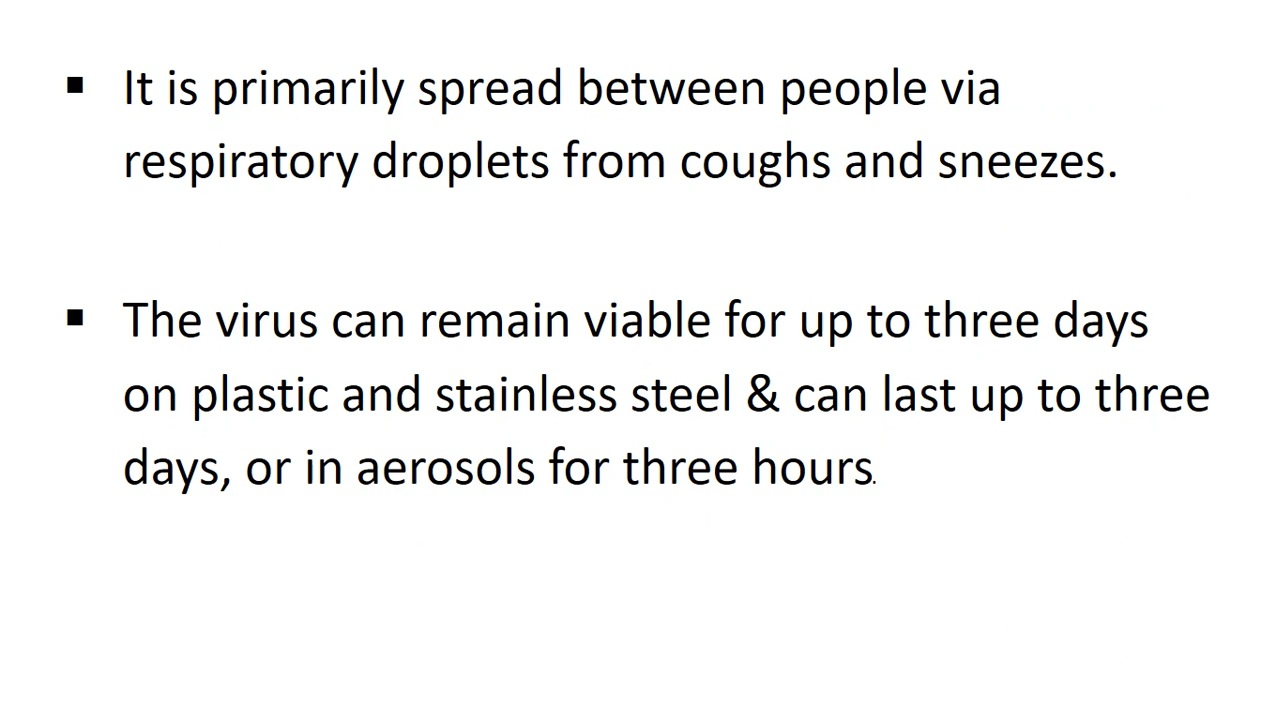 ▪ It is primarily spread between people via
respiratory droplets from coughs and sneezes.
▪ The virus can remain viable for up to three days
on plastic and stainless steel & can last up to three
days, or in aerosols for three hours.